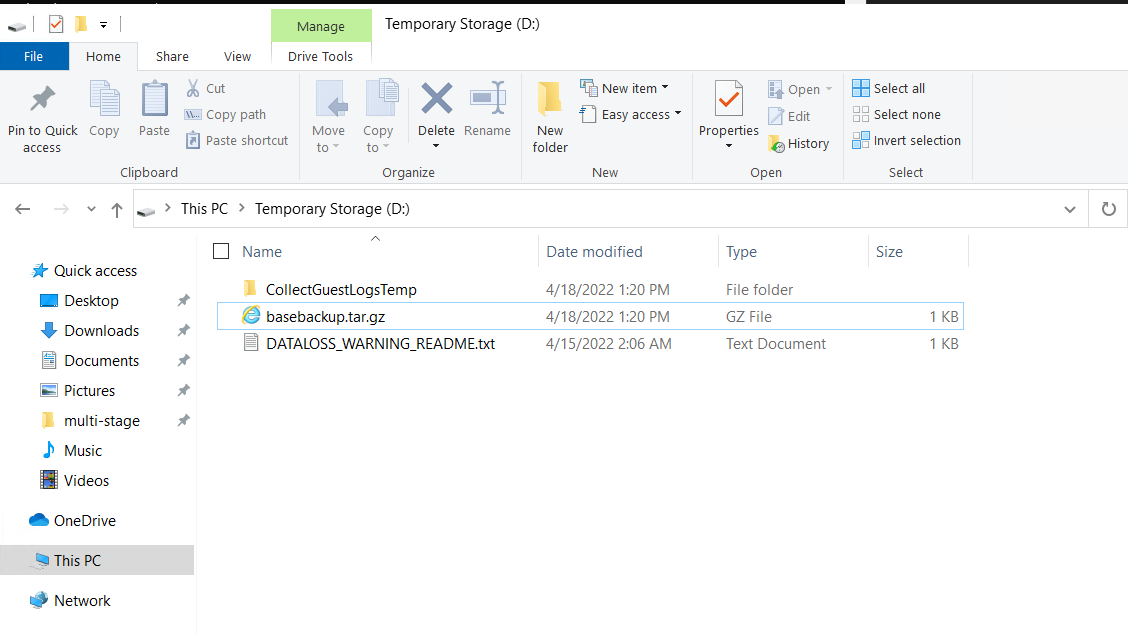 Manage
Temporary Storage (D:)
File
Home
Share
View
Drive Tools
Pin to Quick
access
Copy
Paste
Cut
Copy path
Paste shortcut
Clipboard
Move
to
Copy
to
Delete
Rename
Organize
New
folder
New item
Easy access
New
Properties
Open
Edit
History
Open
Select all
Select none
Invert selection
Select
This PC
Temporary Storage (D:)
Name
Date modified
Type
Size
CollectGuestLogsTemp 4/18/2022 1:20 PM File folder
basebackup.tar.gz 4/18/2022 1:20 PM GZ File 1 KB
DATALOSS_WARNING_README.txt 4/15/2022 2:06 AM Text Document 1 KB
Quick access
Desktop
Downloads
Documents
Pictures
multi-stage
Music
Videos
OneDrive
This PC
Network